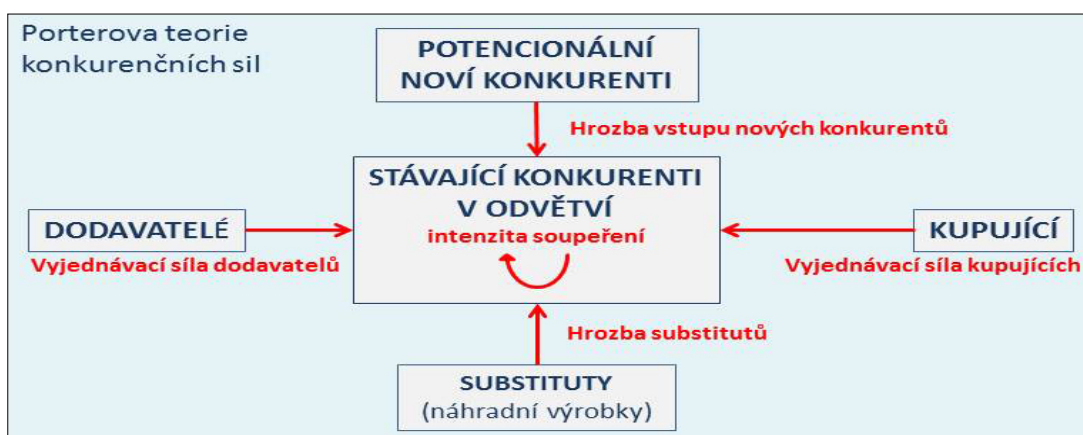 Porterova teorie
konkurenčních sil
POTENCIONÁLNÍ
NOVÍ KONKURENTI
Hrozba vstupu nových konkurentů
STÁVAJÍCÍ KONKURENTI
V ODVĚTVÍ
intenzita soupeření
DODAVATELÉ
Vyjednávací síla dodavatelů
KUPUJÍCÍ
Vyjednávací síla kupujících
Hrozba substitutů
SUBSTITUTY
(náhradní výrobky)